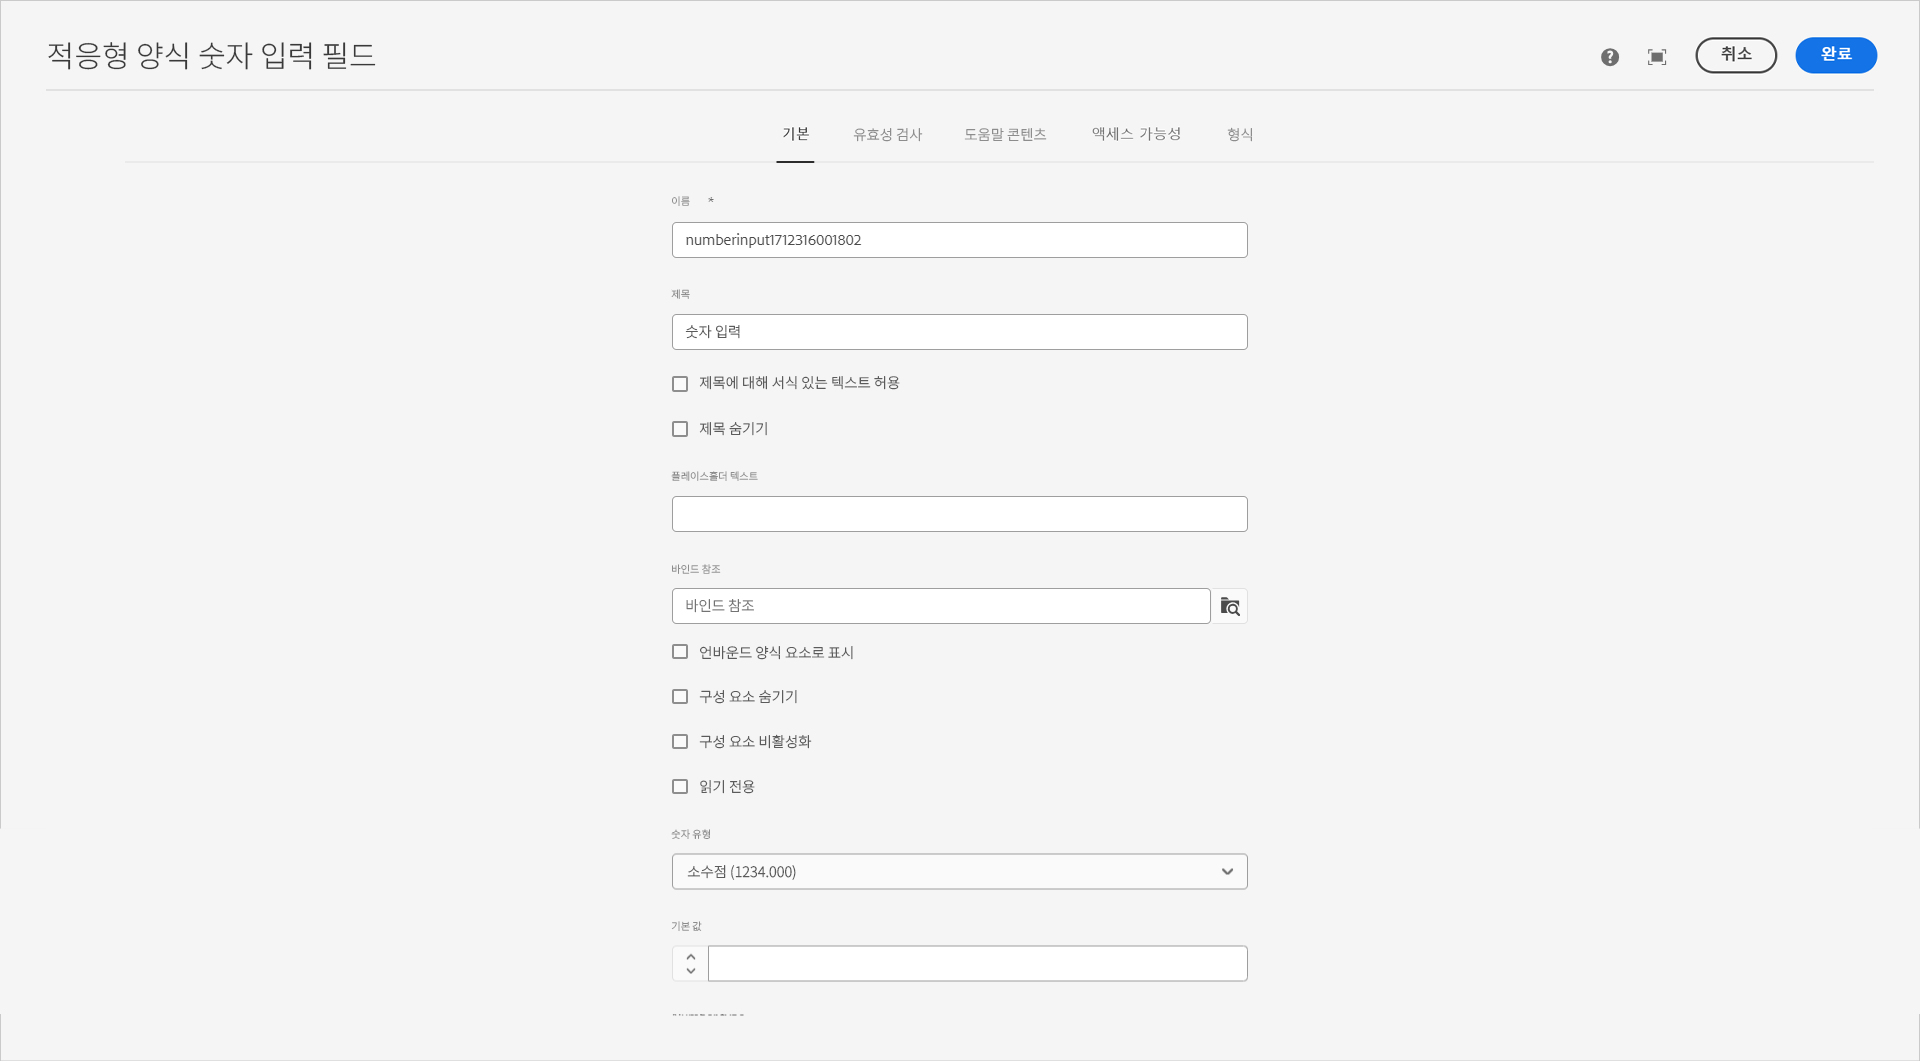 적응형 양식 숫자 입력 필드
취소
완료
기본
유효성 검사
도움말 콘텐츠
액세스 가능성
형식
이름 *
numberinput1712316001802
제목
숫자 입력
제목에 대해 서식 있는 텍스트 허용
제목 숨기기
플레이스홀더 텍스트
바인드 참조
바인드 참조
언바운드 양식 요소로 표시
구성 요소 숨기기
구성 요소 비활성화
읽기 전용
숫자 유형
소수점 (1234.000)
기본 값